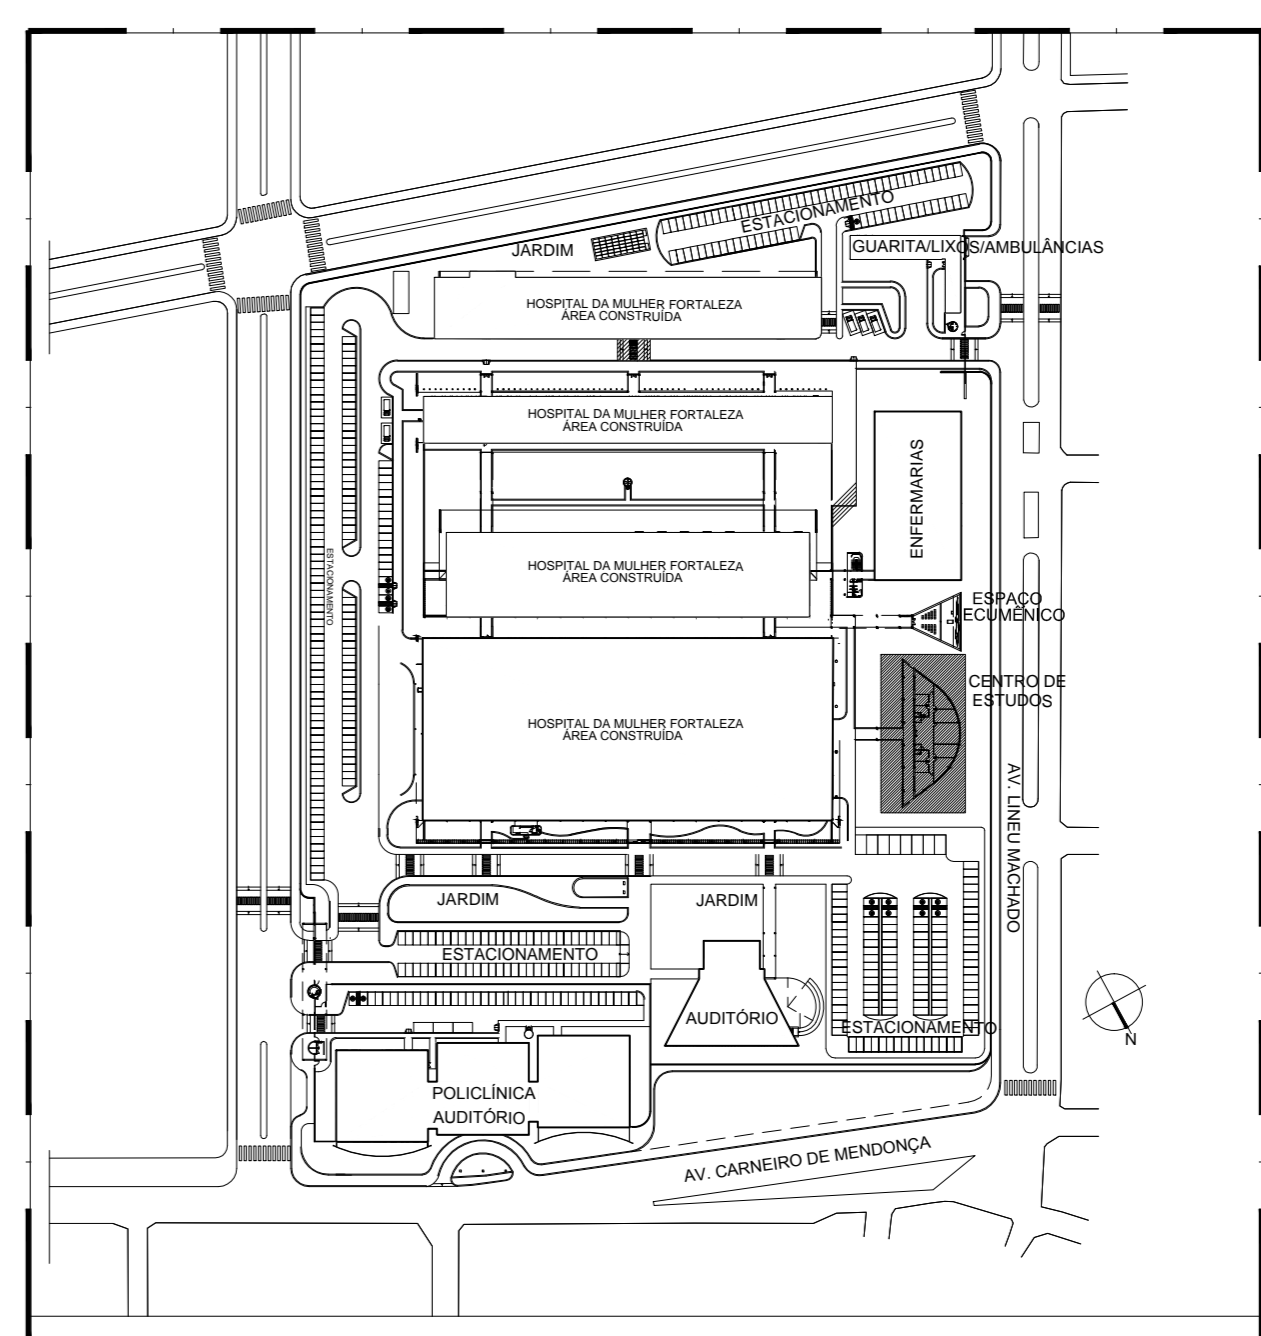 ESTACIONAMENTO
JARDIM
GUARITA/LIXOS/AMBULÂNCIAS
HOSPITAL DA MULHER FORTALEZA
ÁREA CONSTRUÍDA
HOSPITAL DA MULHER FORTALEZA
ÁREA CONSTRUÍDA
ENFERMARIAS
HOSPITAL DA MULHER FORTALEZA
ÁREA CONSTRUÍDA
ESTACIONAMENTO
ESPAÇO
ECUMÊNICO
CENTRO DE
ESTUDOS
HOSPITAL DA MULHER FORTALEZA
ÁREA CONSTRUÍDA
AV. LINEU MACHADO
JARDIM
JARDIM
ESTACIONAMENTO
AUDITÓRIO
ESTACIONAMENTO
N
POLICLÍNICA
AUDITÓRIO
AV. CARNEIRO DE MENDONÇA